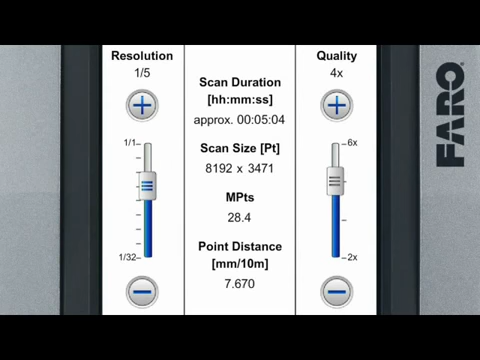 Resolution
1/5
1/1
1/32
Scan Duration
[hh:mm:ss]
approx. 00:05:04
Scan Size [Pt]
8192 x 3471
MPts
28.4
Point Distance
[mm/10m]
7.670
Quality
4x
6x
2x
FARO®